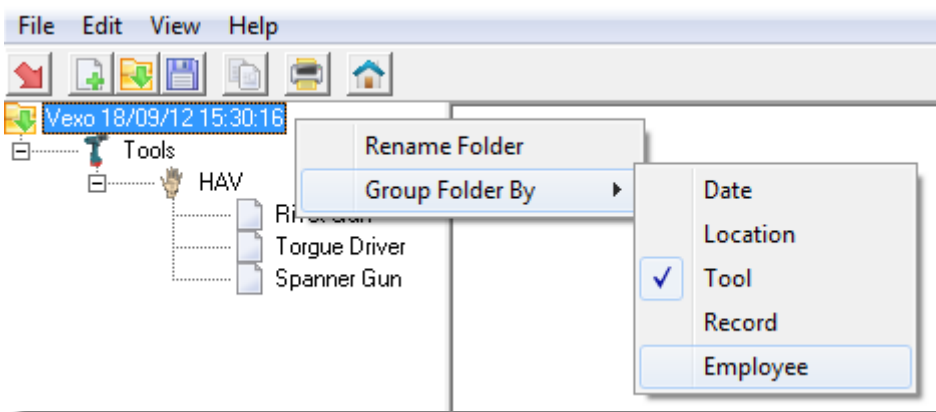 File Edit View Help
Vexo 18/09/12 15:30:16
Tools
HAV
Torgue Driver
Spanner Gun
Rename Folder
Group Folder By
Date
Location
Tool
Record
Employee